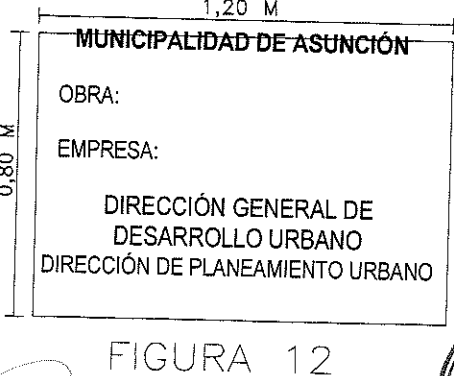 1,20 M
MUNICIPALIDAD DE ASUNCIÓN
OBRA:
0,80 M
EMPRESA:
DIRECCIÓN GENERAL DE
DESARROLLO URBANO
DIRECCIÓN DE PLANEAMIENTO URBANO
FIGURA 12